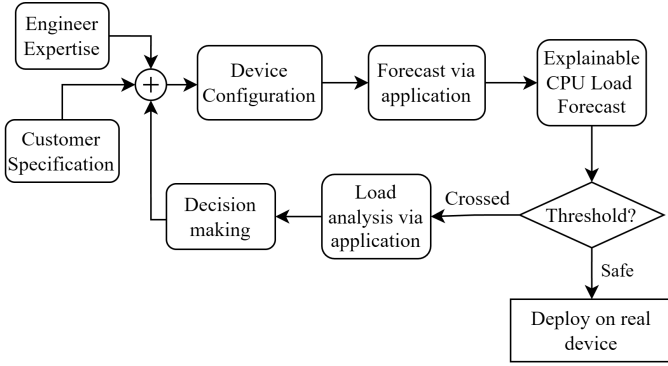 Engineer
Expertise
Customer
Specification
+
Device
Configuration
Forecast via
application
Explainable
CPU Load
Forecast
Threshold?
Crossed
Load
analysis via
application
Decision
making
Safe
Deploy on real
device